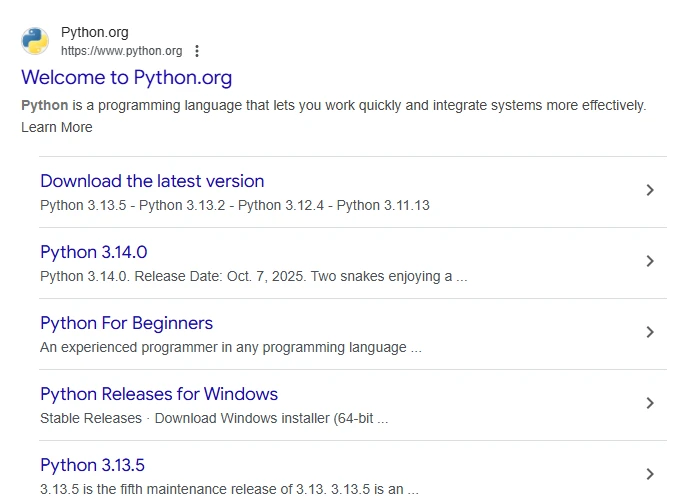 Python.org
https://www.python.org
Welcome to Python.org
Python is a programming language that lets you work quickly and integrate systems more effectively.
Learn More
Download the latest version
Python 3.13.5 - Python 3.13.2 - Python 3.12.4 - Python 3.11.13
Python 3.14.0
Python 3.14.0. Release Date: Oct. 7, 2025. Two snakes enjoying a ...
Python For Beginners
An experienced programmer in any programming language ...
Python Releases for Windows
Stable Releases · Download Windows installer (64-bit ...
Python 3.13.5
3.13.5 is the fifth maintenance release of 3.13. 3.13.5 is an ...